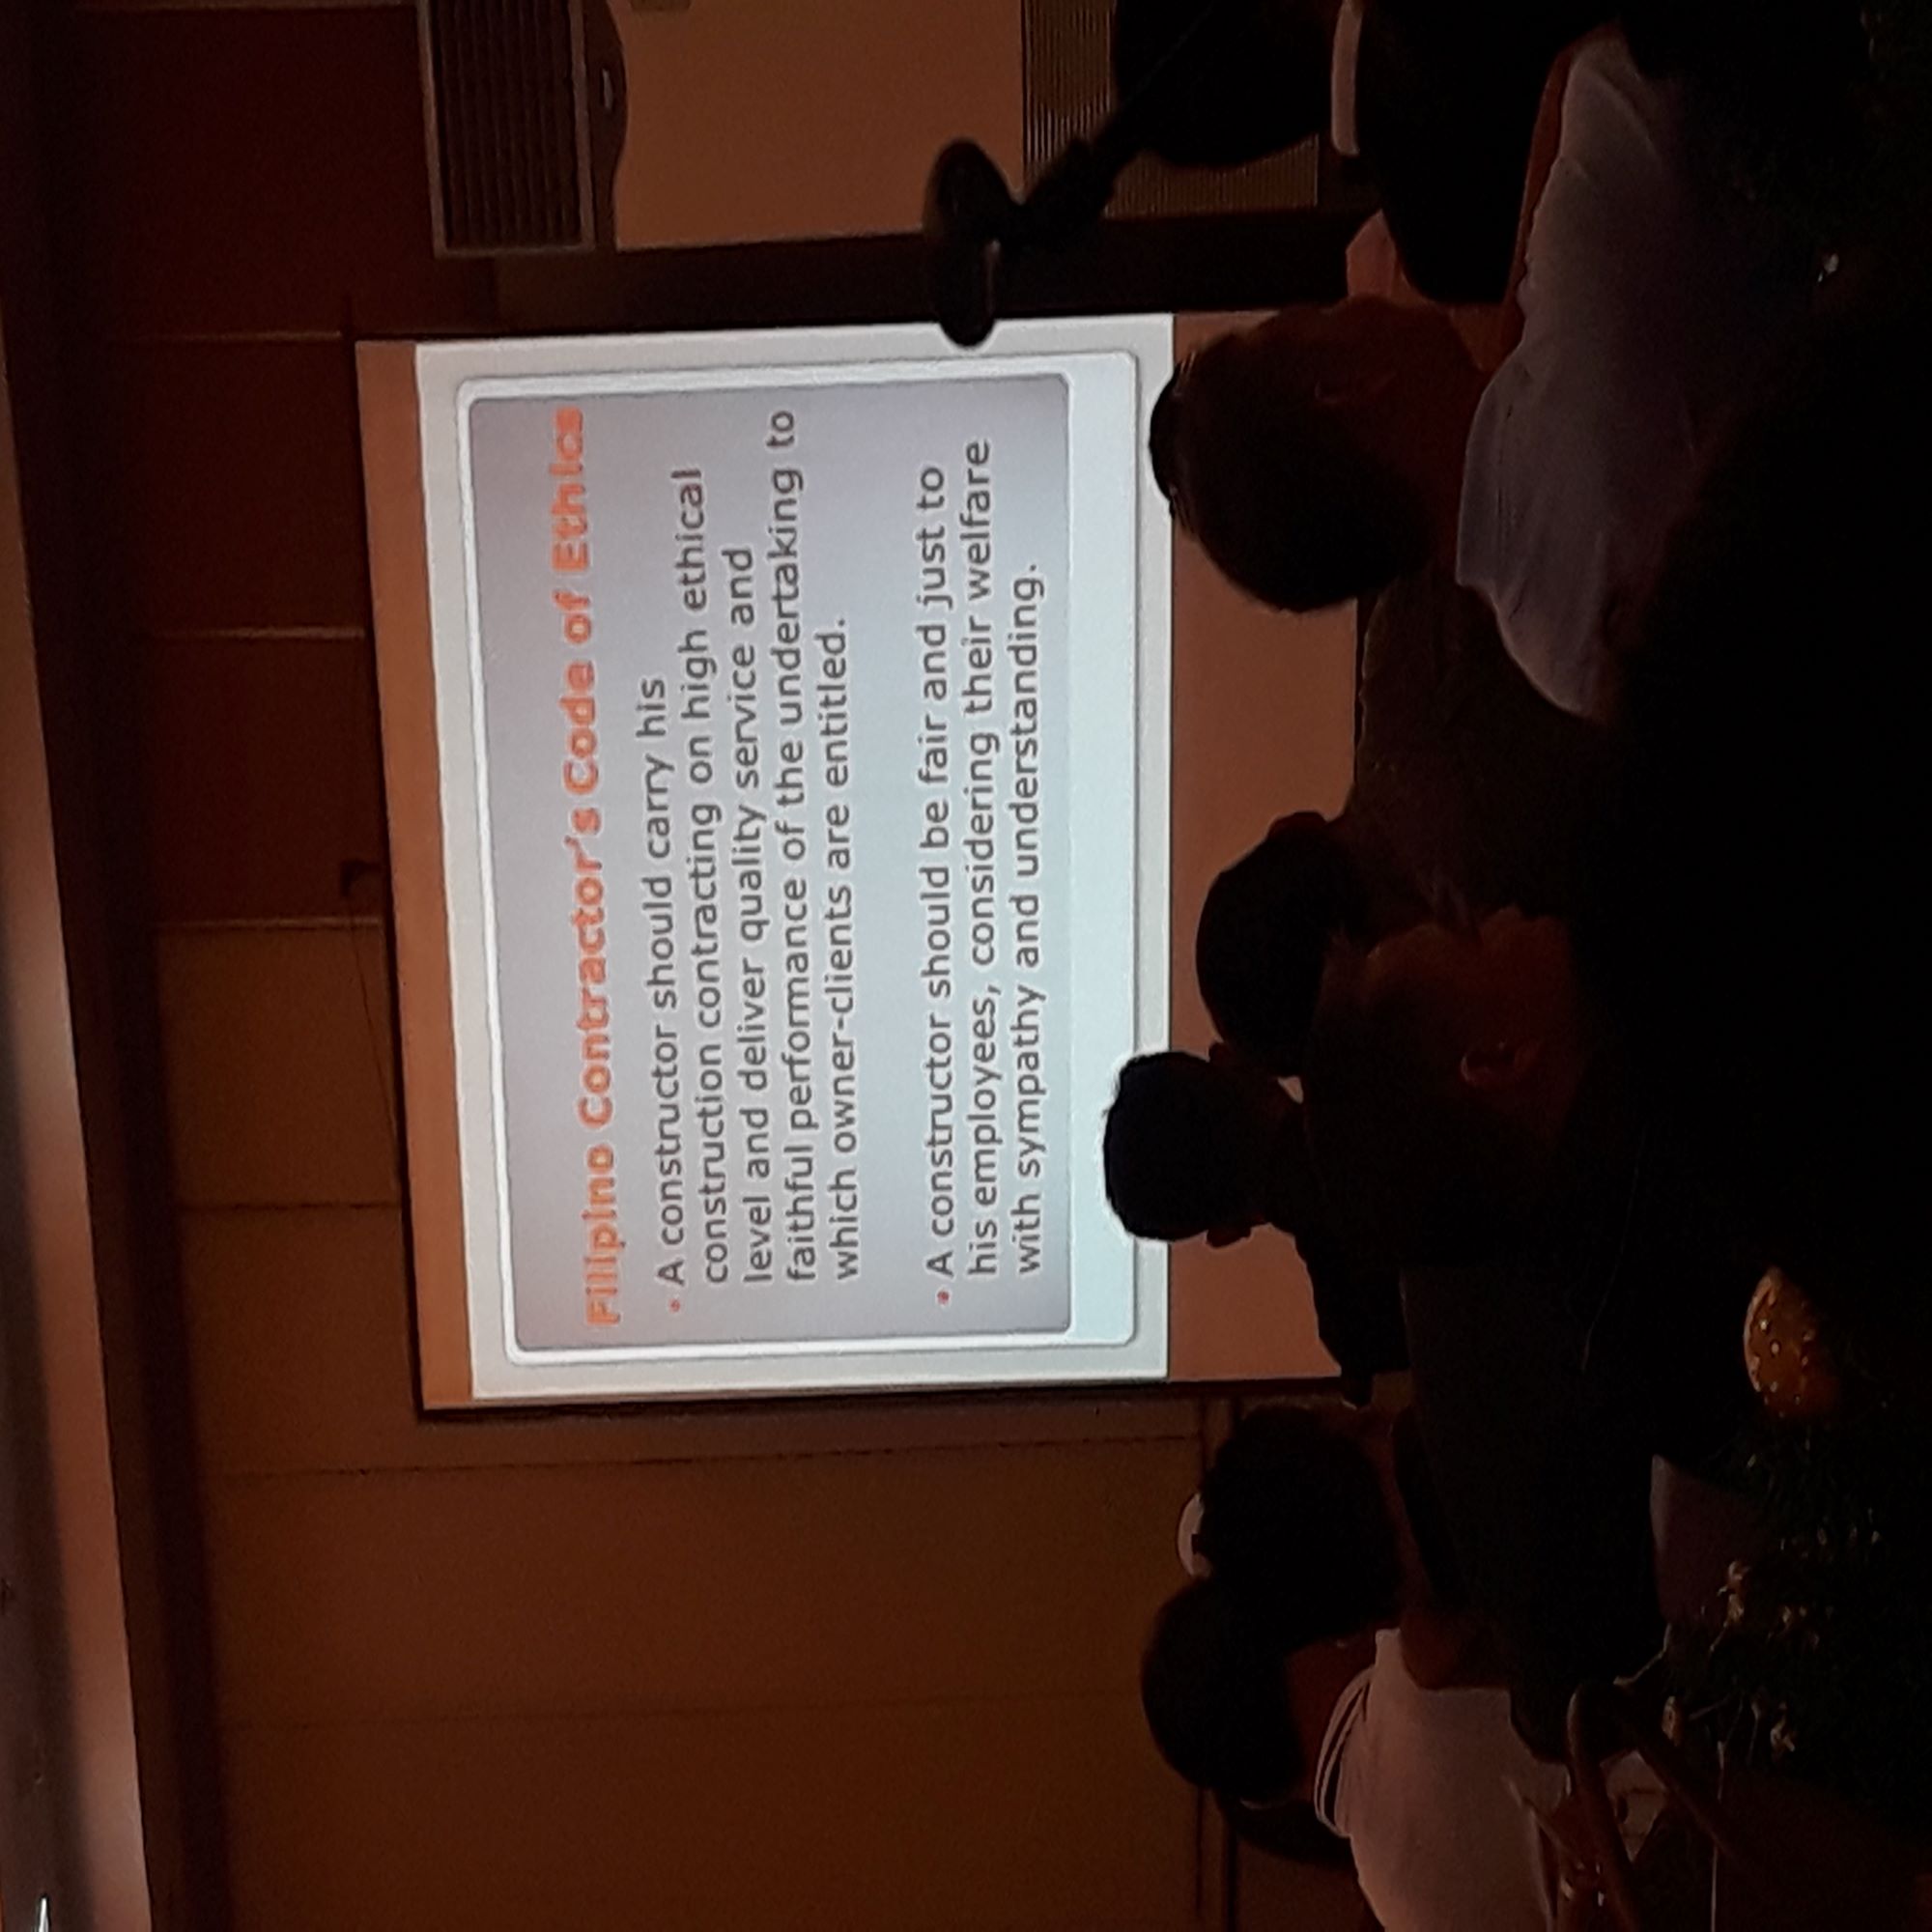 Filipino Contractor's Code of Ethics
• A constructor should carry his
construction contracting on high ethical
level and deliver quality service and
faithful performance of the undertaking to
which owner-clients are entitled.
• A constructor should be fair and just to
his employees, considering their welfare
with sympathy and understanding.